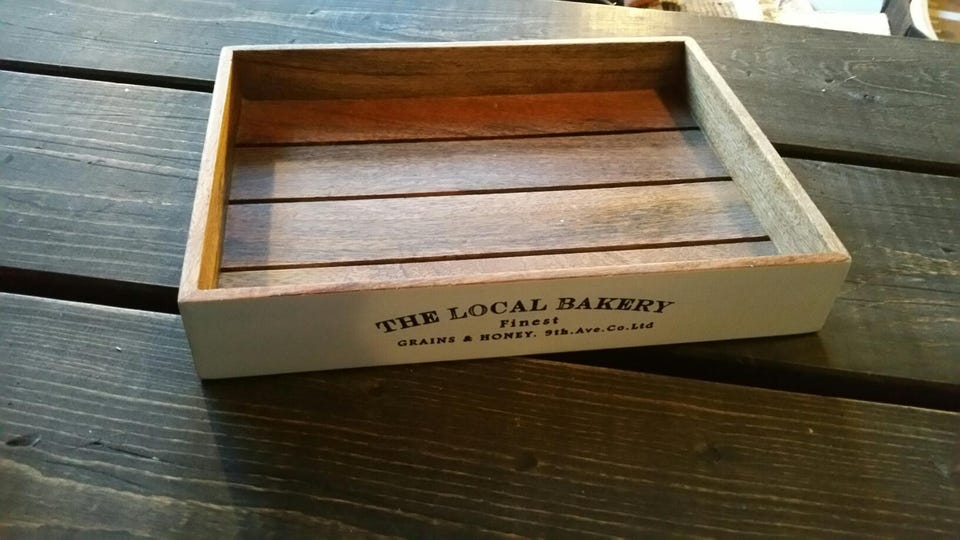 THE LOCAL BAKERY
Finest
GRAINS & HONEY. 9th.Ave.Co.Ltd